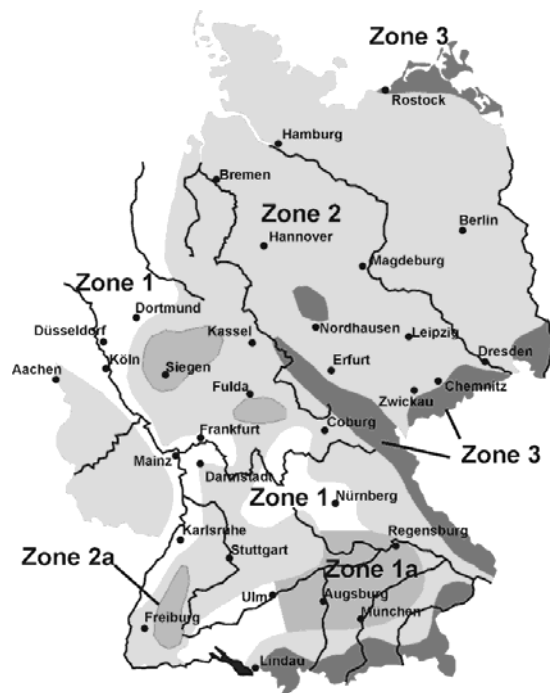 Zone 3
Rostock
Hamburg
Bremen
Zone 2
Berlin
Hannover
Magdeburg
Zone 1
Dortmund
Nordhausen
Düsseldorf
Kassel
Leipzig
Köln
Siegen
Erfurt
Dresden
Aachen
Fulda
Chemnitz
Zwickau
Frankfurt
Coburg
Zone 3
Mainz
Darmstadt
Zone 1
Nürnberg
Karlsruhe
Regensburg
Stuttgart
Zone 2a
Zone 1a
Ulm
Augsburg
Freiburg
München
Lindau